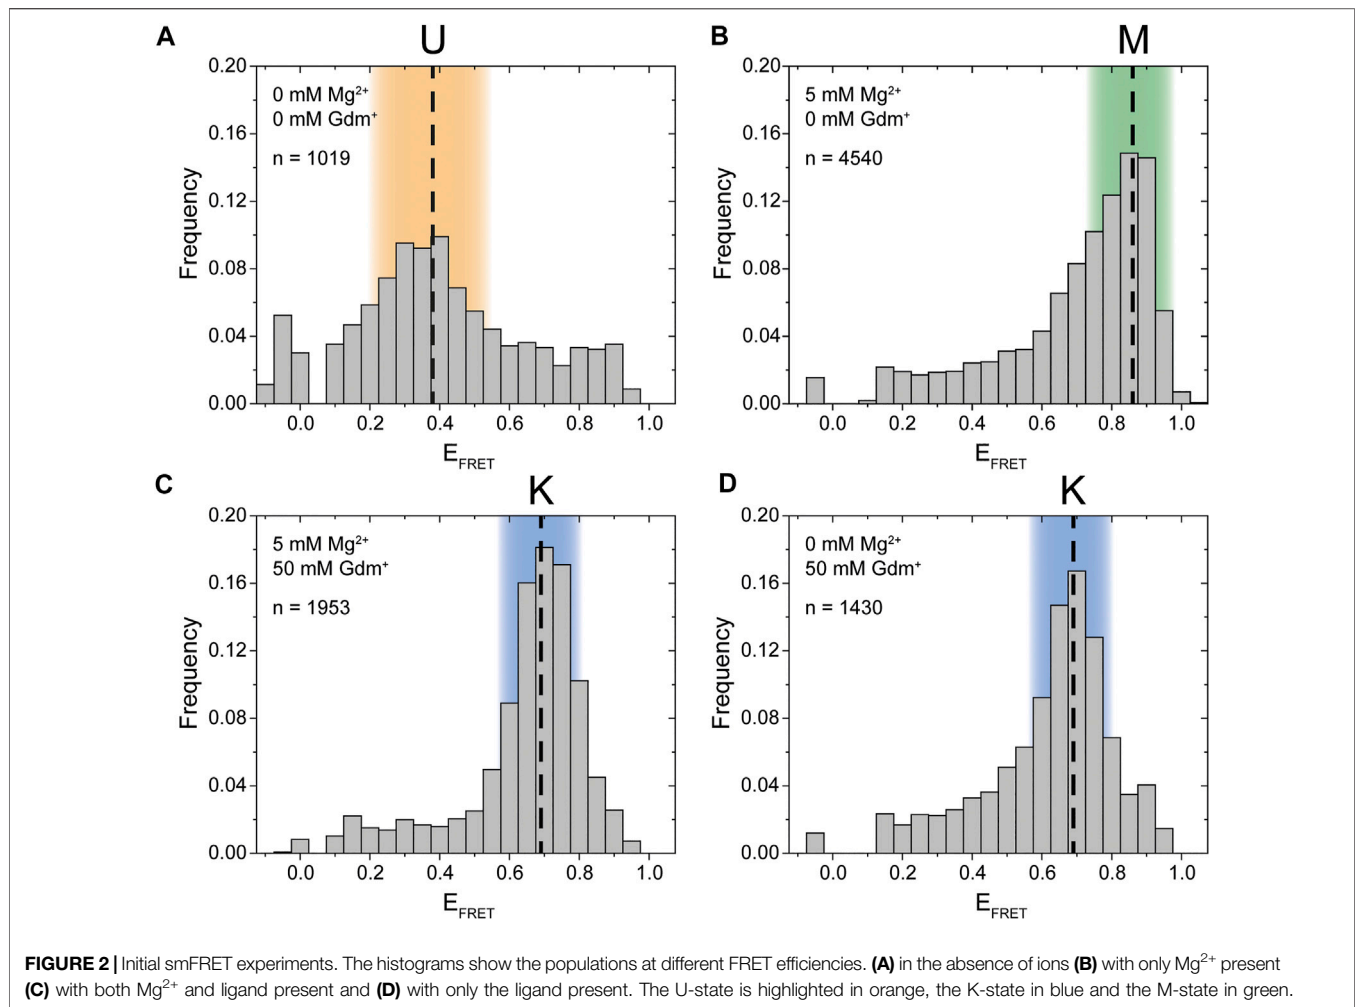 A
U
0 mM Mg²⁺
0 mM Gdm⁺
n = 1019
Frequency
0.20
0.16
0.12
0.08
0.04
0.00
0.0 0.2 0.4 0.6 0.8 1.0
E_FRET
B
M
5 mM Mg²⁺
0 mM Gdm⁺
n = 4540
Frequency
0.20
0.16
0.12
0.08
0.04
0.00
0.0 0.2 0.4 0.6 0.8 1.0
E_FRET
C
K
5 mM Mg²⁺
50 mM Gdm⁺
n = 1953
Frequency
0.20
0.16
0.12
0.08
0.04
0.00
0.0 0.2 0.4 0.6 0.8 1.0
E_FRET
D
K
0 mM Mg²⁺
50 mM Gdm⁺
n = 1430
Frequency
0.20
0.16
0.12
0.08
0.04
0.00
0.0 0.2 0.4 0.6 0.8 1.0
E_FRET
FIGURE 2 | Initial smFRET experiments. The histograms show the populations at different FRET efficiencies. (A) in the absence of ions (B) with only Mg²⁺ present
(C) with both Mg²⁺ and ligand present and (D) with only the ligand present. The U-state is highlighted in orange, the K-state in blue and the M-state in green.